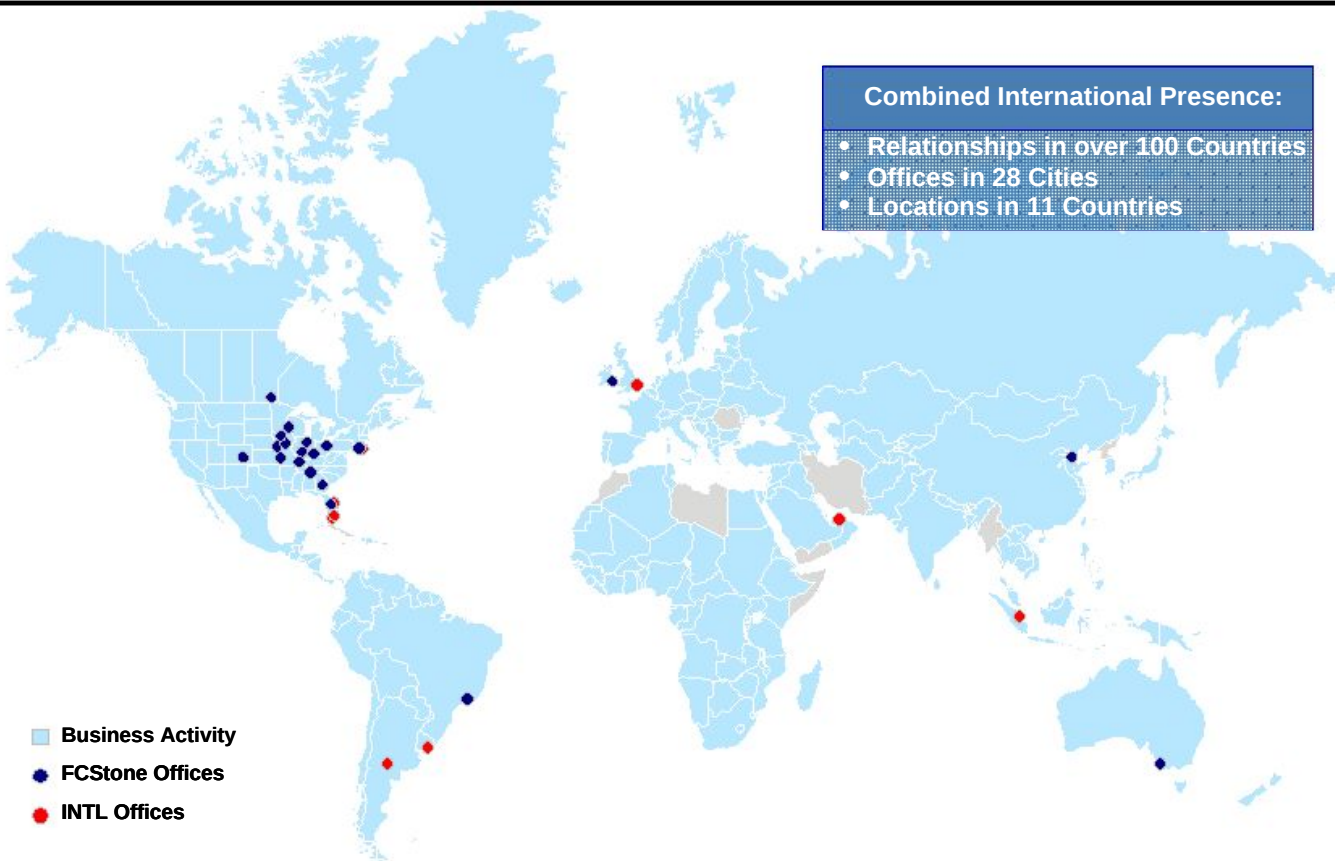 Combined International Presence:
• Relationships in over 100 Countries
• Offices in 28 Cities
• Locations in 11 Countries
Business Activity
FCStone Offices
INTL Offices